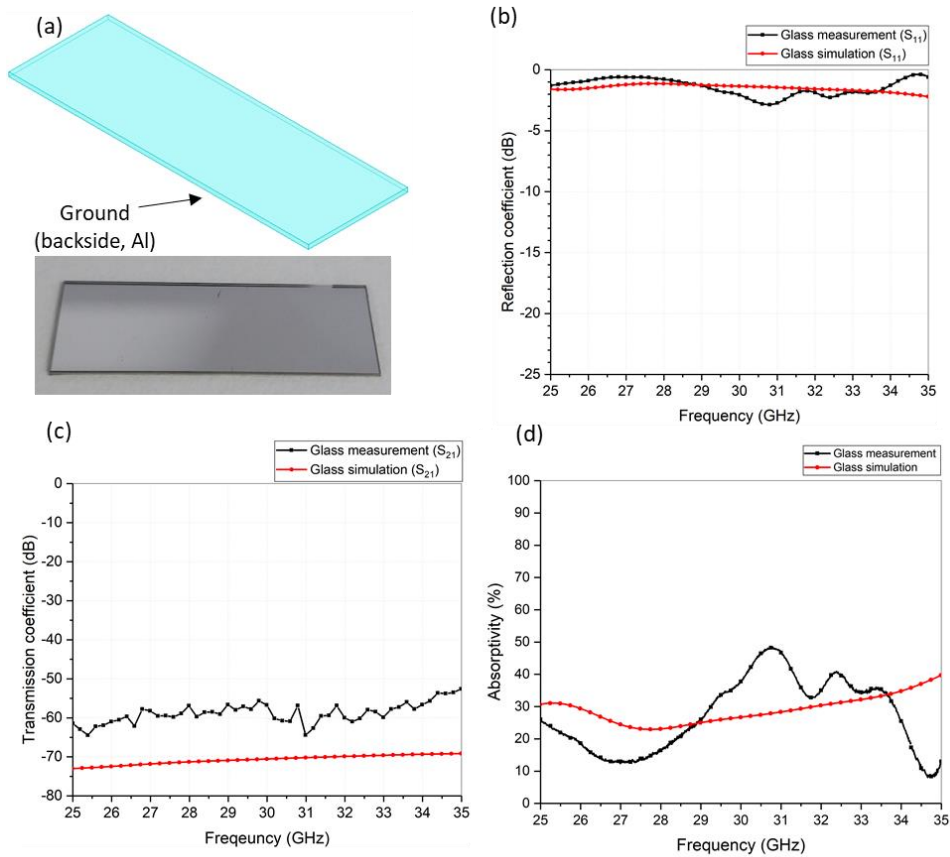 (a)
Ground
(backside, Al)
(b)
Glass measurement (S11)
Glass simulation (S11)
0
-5
-10
-15
-20
-25
Reflection coefficient (dB)
25 26 27 28 29 30 31 32 33 34 35
Frequency (GHz)
(c)
Glass measurement (S21)
Glass simulation (S21)
0
-10
-20
-30
-40
-50
-60
-70
-80
Transmission coefficient (dB)
25 26 27 28 29 30 31 32 33 34 35
Freqeuncy (GHz)
(d)
Glass measurement
Glass simulation
100
90
80
70
60
50
40
30
20
10
0
Absorptivity (%)
25 26 27 28 29 30 31 32 33 34 35
Frequency (GHz)